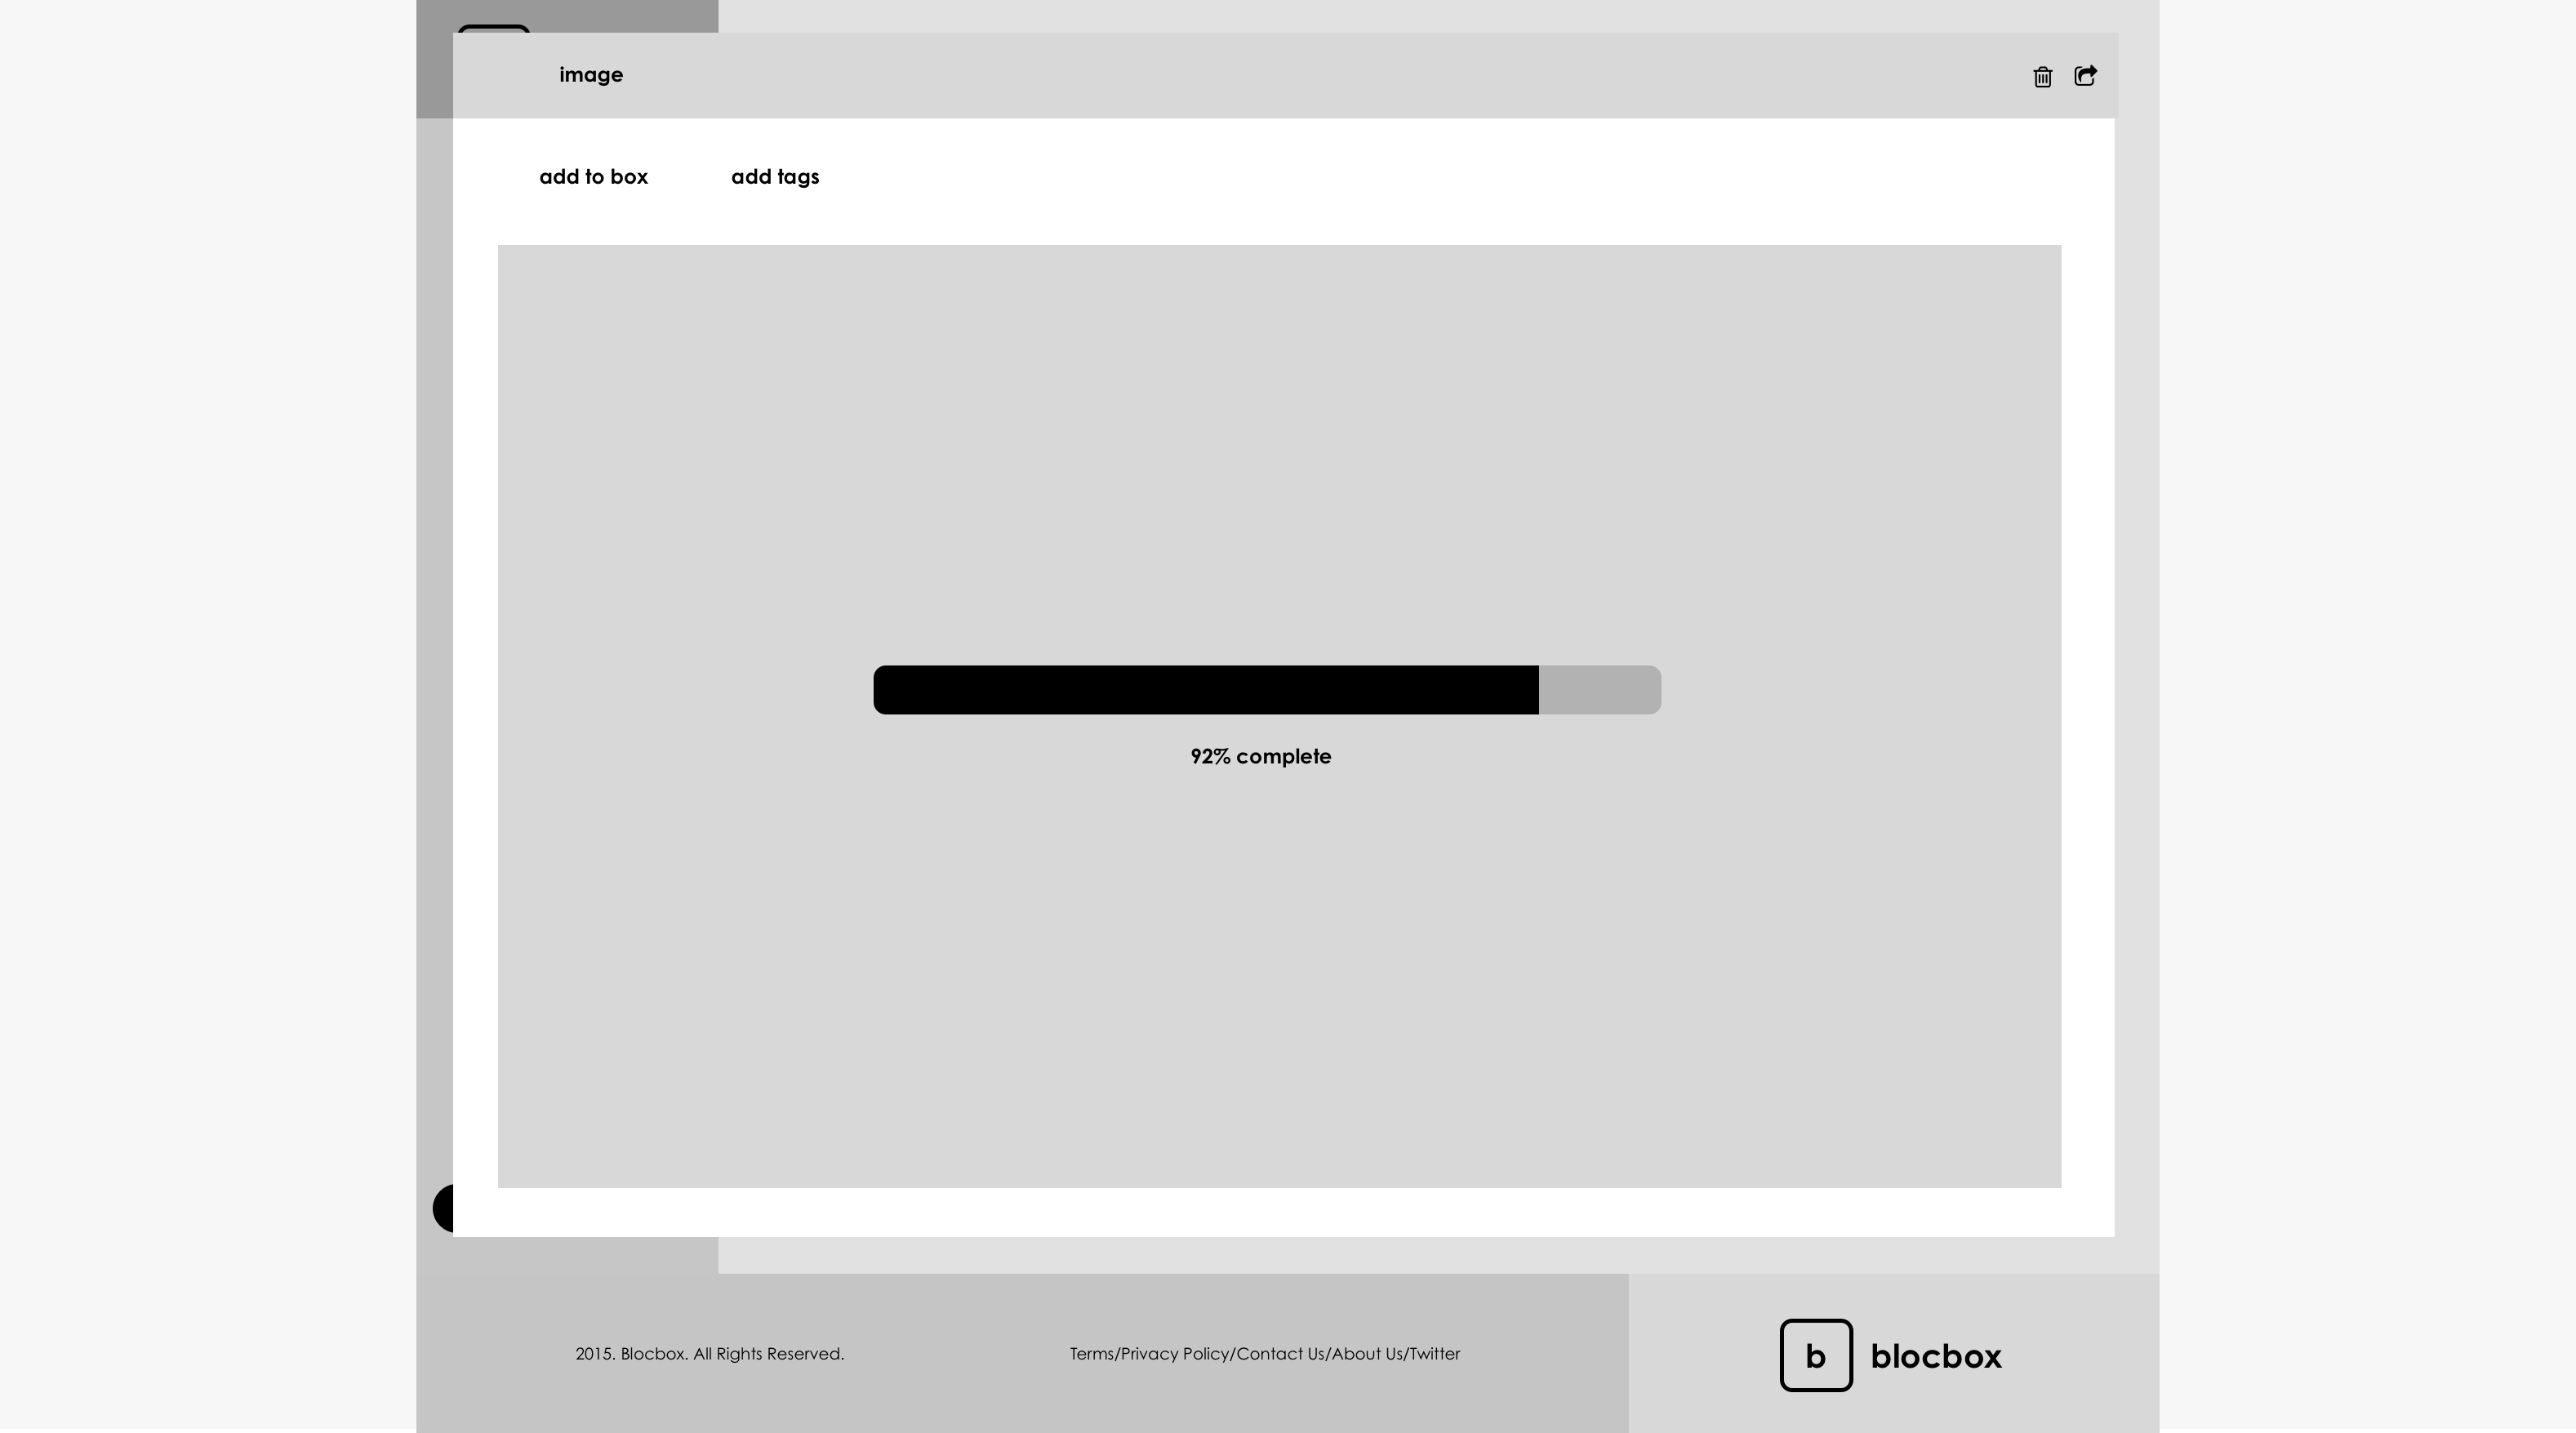 image
add to box
add tags
92% complete
2015. Blocbox. All Rights Reserved.
Terms/Privacy Policy/Contact Us/About Us/Twitter
b
blocbox